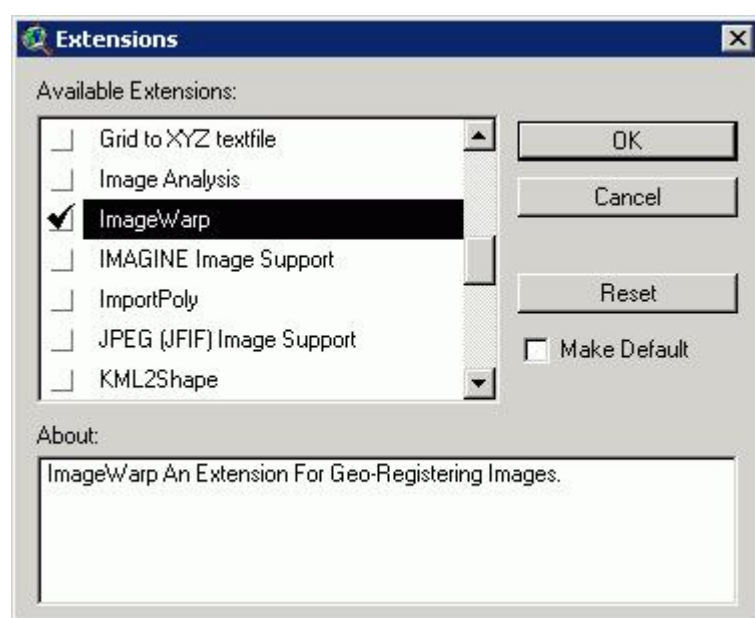 Extensions
Available Extensions:
Grid to XYZ textfile
Image Analysis
ImageWarp
IMAGINE Image Support
ImportPoly
JPEG (JFIF) Image Support
KML2Shape
OK
Cancel
Reset
Make Default
About:
ImageWarp An Extension For Geo-Registering Images.